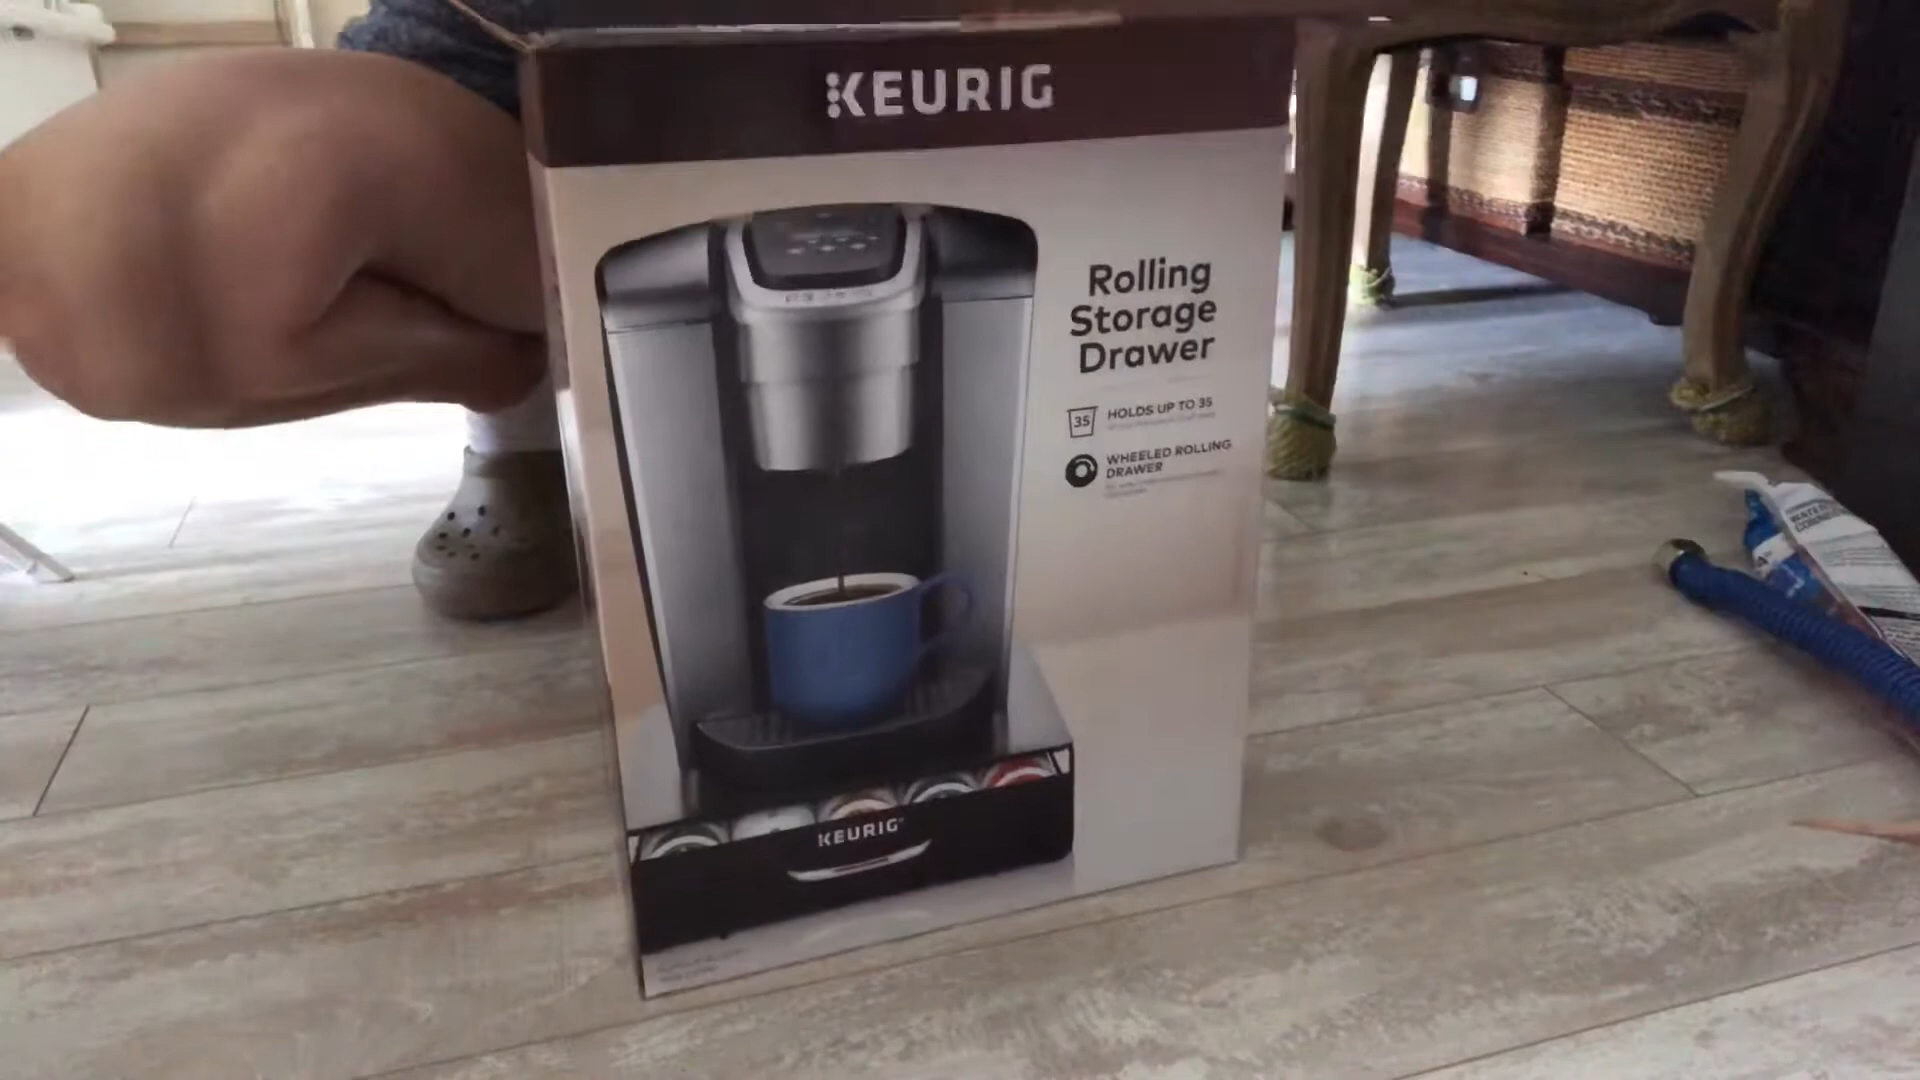 KEURIG
Rolling
Storage
Drawer
35
HOLDS UP TO 35
WHEELED ROLLING
DRAWER
KEURIG